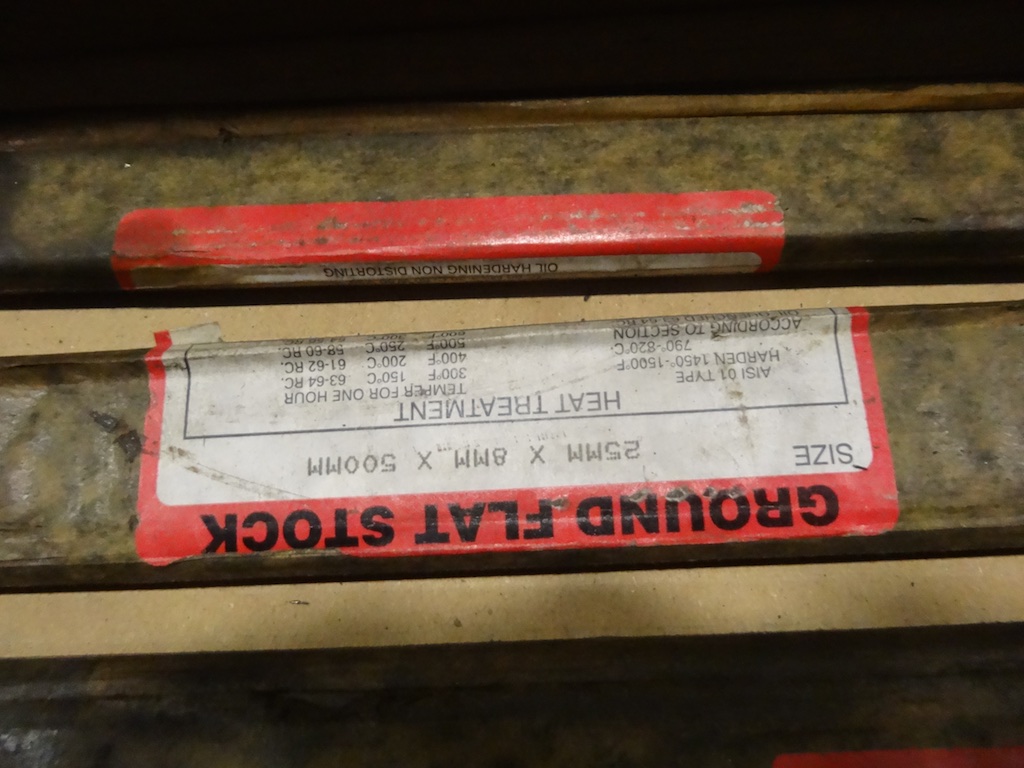 GROUND FLAT STOCK
SIZE 25MM X 8MM X 500MM
HEAT TREATMENT
AISI 01 TYPE
HARDEN 1450°-1500°F
790°-820°C
ACCORDING TO SECTION
TEMPER FOR ONE HOUR
300°F 150°C 63-64 RC.
400°F 200°C 61-62 RC.
500°F 250°C 58-60 RC.
OIL HARDENING NON DISTORTING